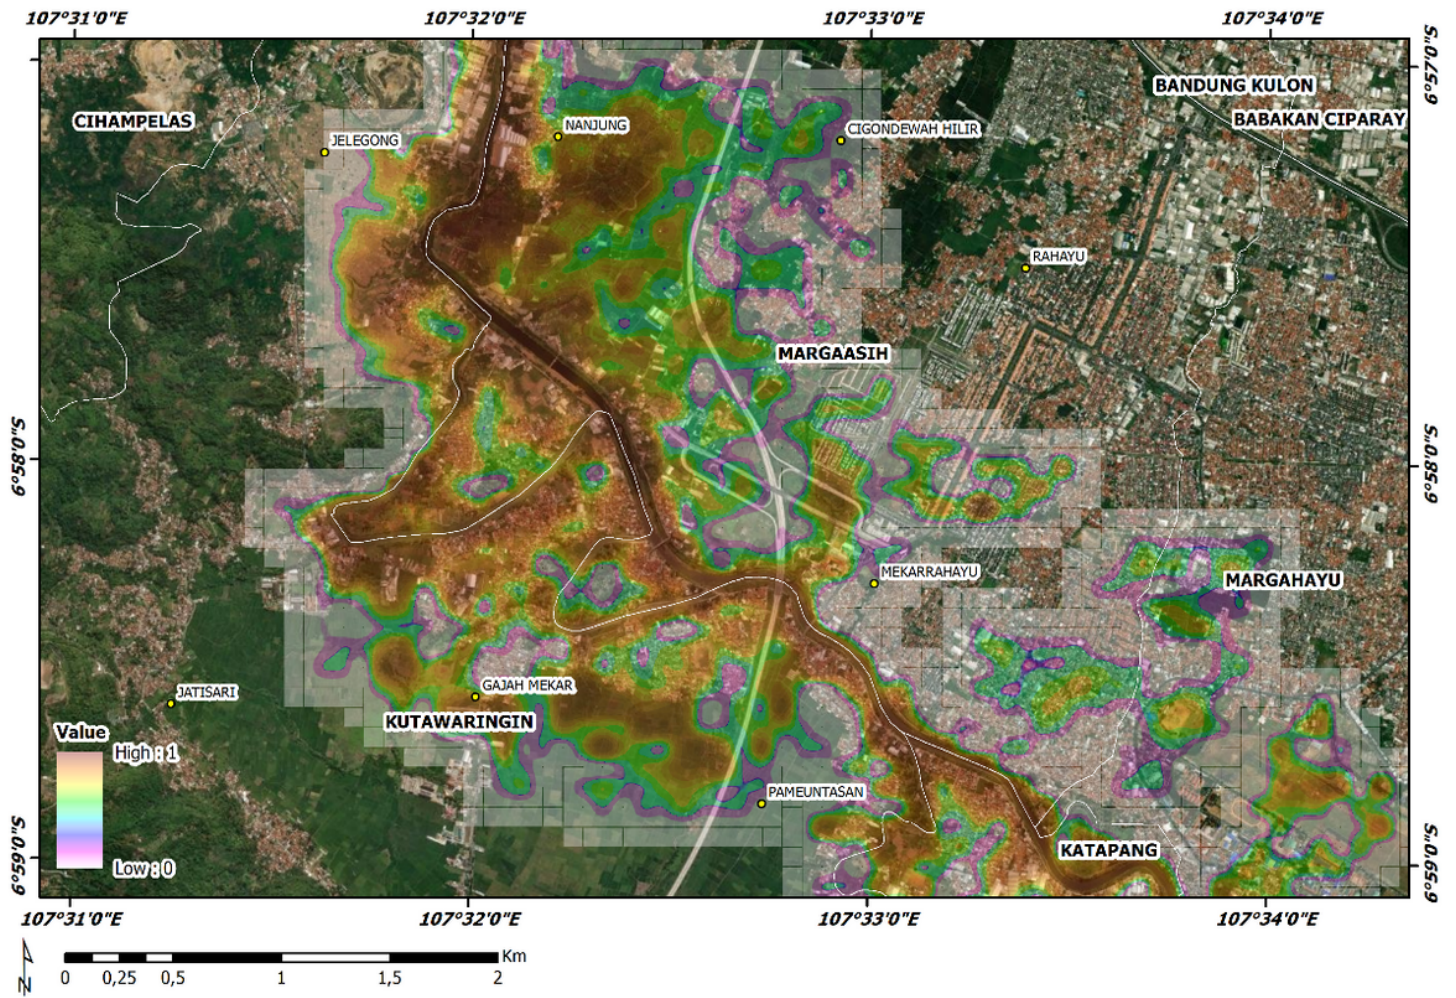 107°31'0"E 107°32'0"E 107°33'0"E 107°34'0"E
6°57'0"S
BANDUNG KULON
CIHAMPELAS
BABAKAN CIPARAY
NANJUNG
CIGONDEWAH HILIR
JELEGONG
RAHAYU
MARGAASIH
6°58'0"S
6°58'0"S
MEKARRAHAYU
MARGAHAYU
GAJAH MEKAR
JATISARI
KUTAWARINGIN
Value
High : 1
PAMEUNTASAN
KATAPANG
Low : 0
6°59'0"S
6°59'0"S
107°31'0"E 107°32'0"E 107°33'0"E 107°34'0"E
Km
0 0,25 0,5 1 1,5 2
N